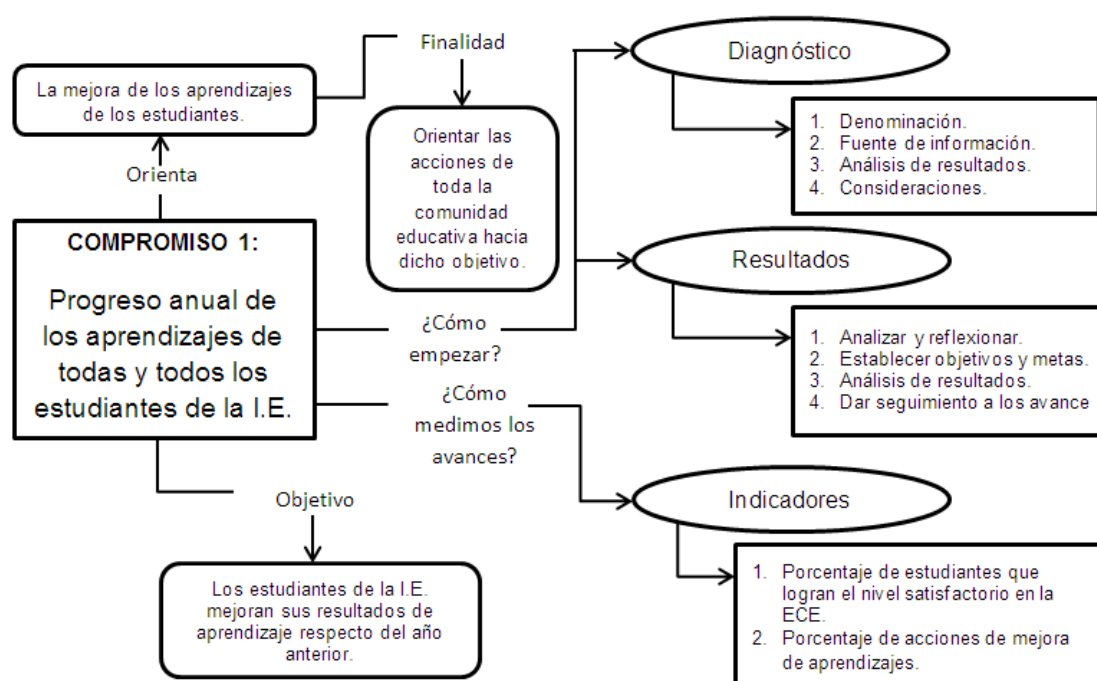 La mejora de los aprendizajes
de los estudiantes.
Finalidad
Orientar las
acciones de
toda la
comunidad
educativa hacia
dicho objetivo.
Orienta
COMPROMISO 1:
Progreso anual de
los aprendizajes de
todas y todos los
estudiantes de la I.E.
¿Cómo
empezar?
¿Cómo
medimos los
avances?
Objetivo
Los estudiantes de la I.E.
mejoran sus resultados de
aprendizaje respecto del año
anterior.
Diagnóstico
1. Denominación.
2. Fuente de información.
3. Análisis de resultados.
4. Consideraciones.
Resultados
1. Analizar y reflexionar.
2. Establecer objetivos y metas.
3. Análisis de resultados.
4. Dar seguimiento a los avance
Indicadores
1. Porcentaje de estudiantes que
logran el nivel satisfactorio en la
ECE.
2. Porcentaje de acciones de mejora
de aprendizajes.